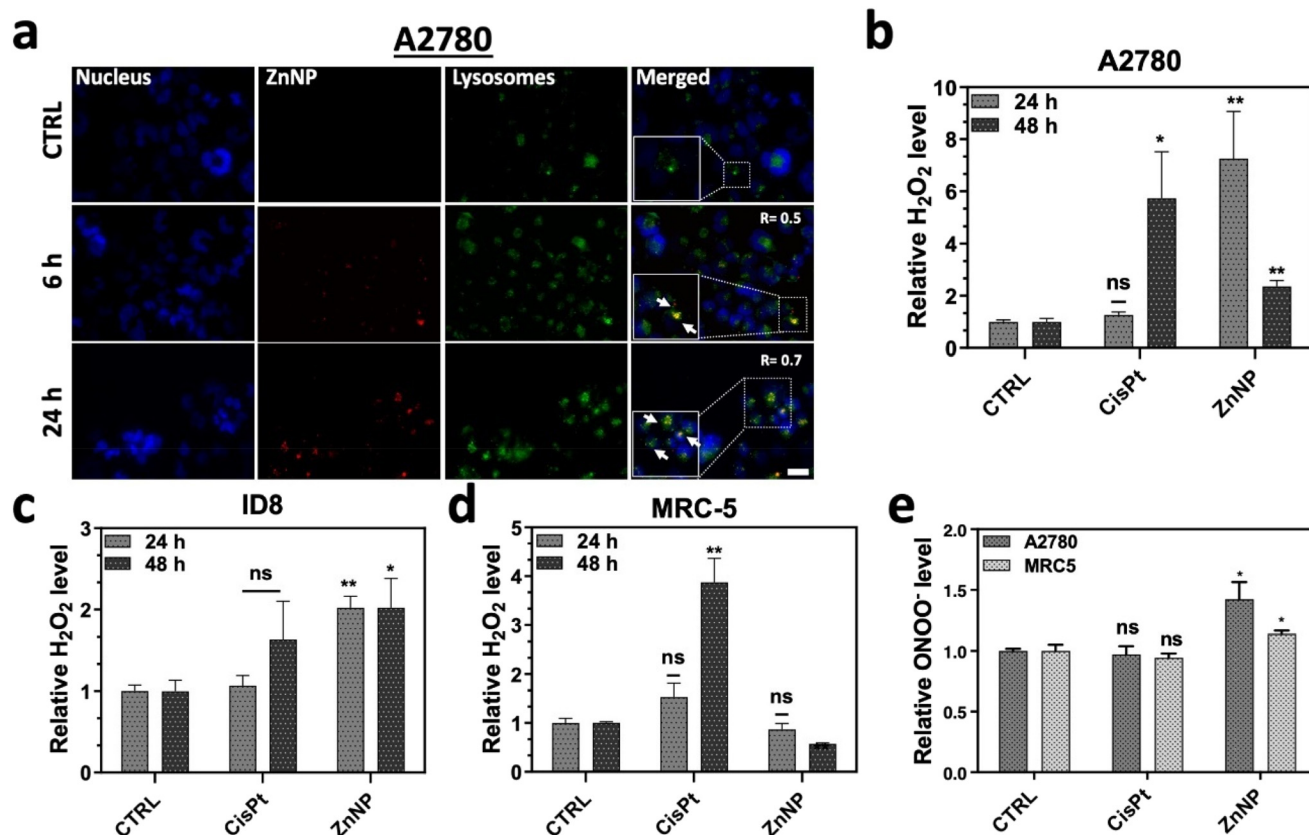 a
A2780
Nucleus ZnNP Lysosomes Merged
CTRL
6 h
R= 0.5
24 h
R= 0.7
b
A2780
Relative H₂O₂ level
10
8
6
4
2
0
24 h
48 h
ns
*
**
**
CTRL CisPt ZnNP
c
ID8
Relative H₂O₂ level
3
2
1
0
24 h
48 h
ns
**
*
CTRL CisPt ZnNP
d
MRC-5
Relative H₂O₂ level
5
4
3
2
1
0
24 h
48 h
ns
**
ns
**
CTRL CisPt ZnNP
e
Relative ONOO⁻ level
2.0
1.5
1.0
0.5
0.0
A2780
MRC5
ns
ns
*
*
CTRL CisPt ZnNP